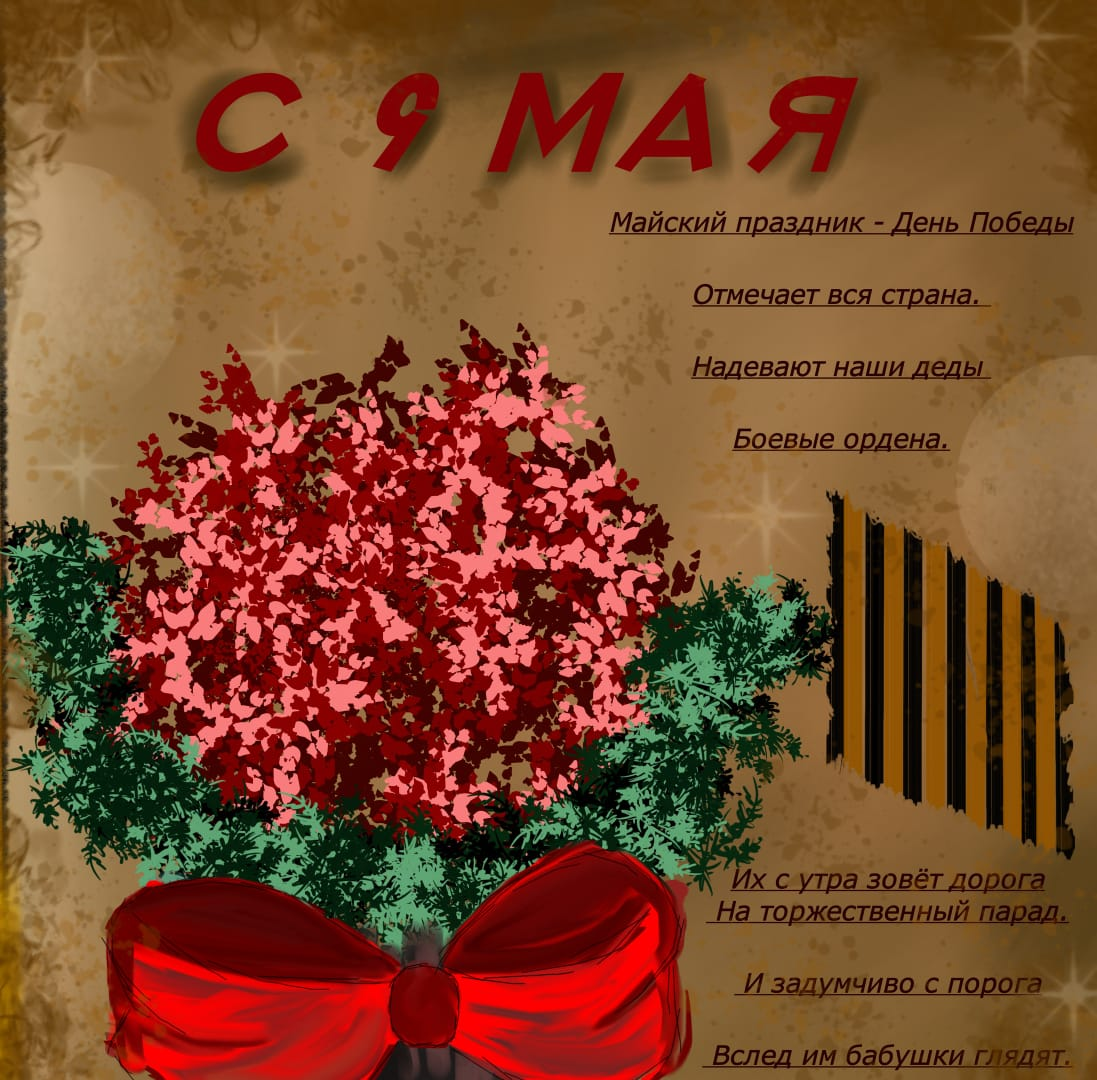 С 9 МАЯ
Майский праздник - День Победы
Отмечает вся страна.
Надевают наши деды
Боевые ордена.
Их с утра зовёт дорога
На торжественный парад.
И задумчиво с порога
Вслед им бабушки глядят.